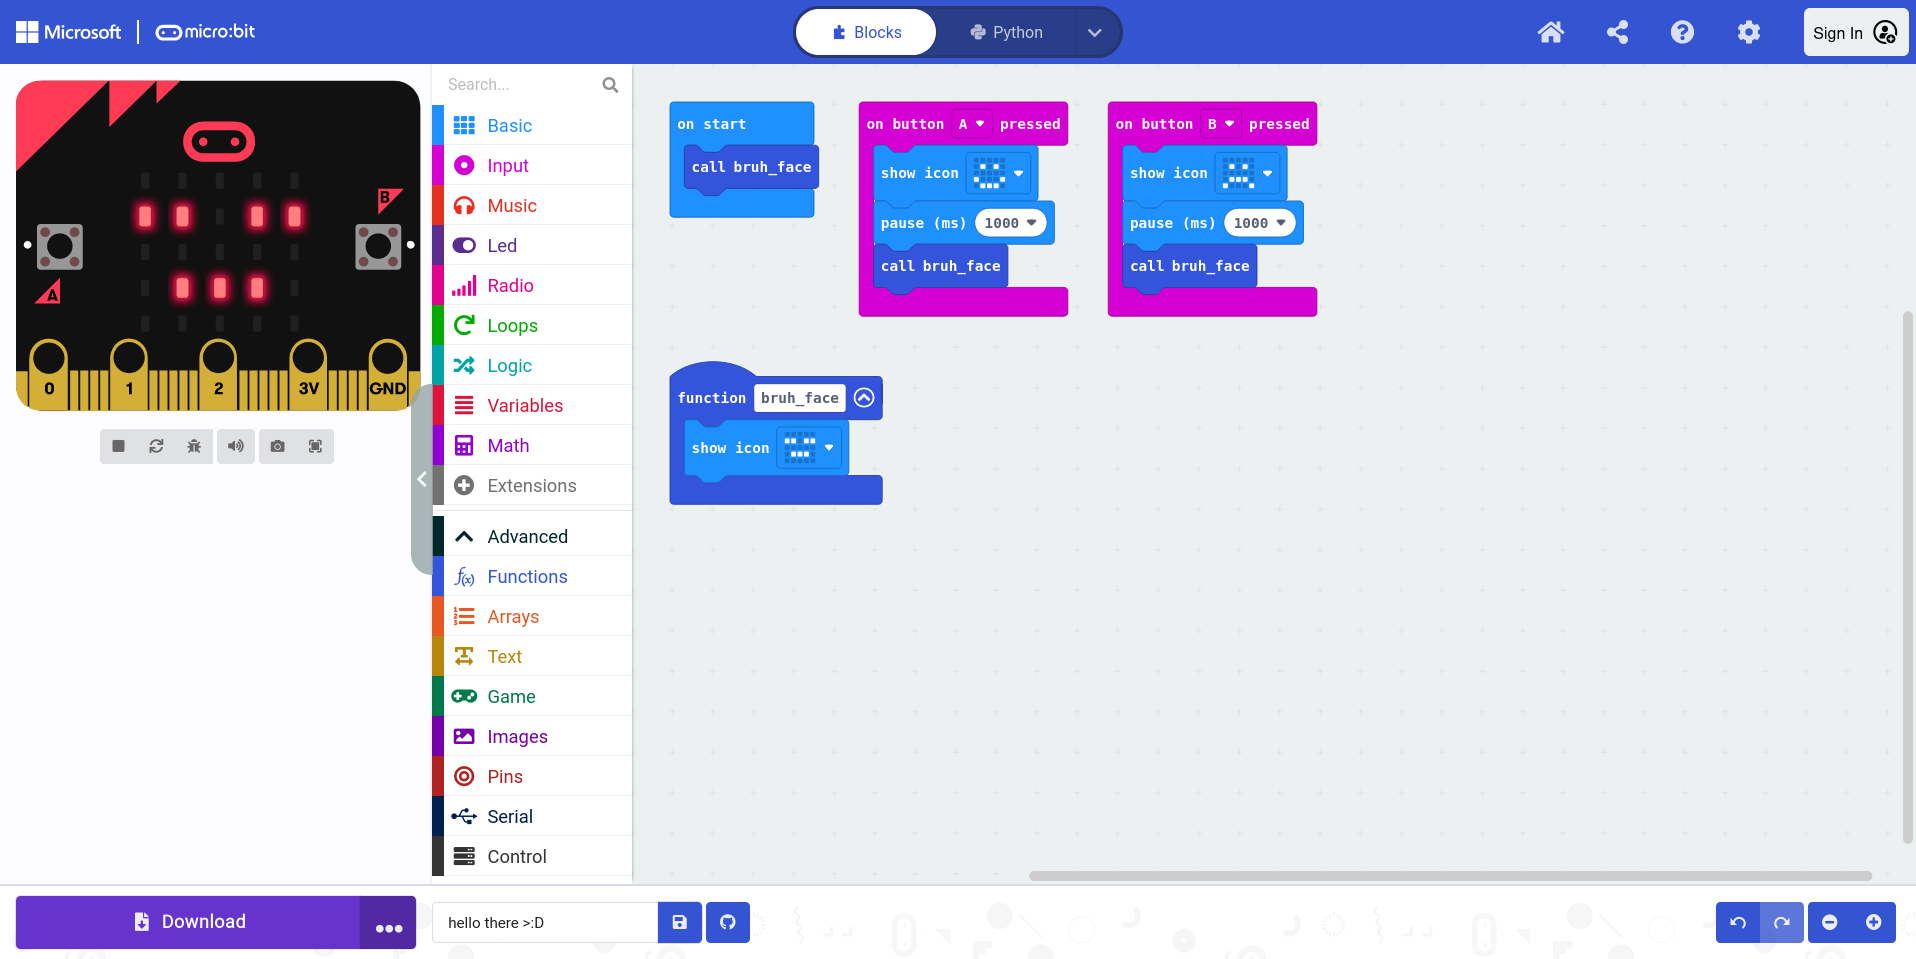 Microsoft
micro:bit
Blocks
Python
Sign In
B
A
0 1 2 3V GND
Search...
Basic
Input
Music
Led
Radio
Loops
Logic
Variables
Math
Extensions
Advanced
Functions
Arrays
Text
Game
Images
Pins
Serial
Control
on start
call bruh_face
on button A pressed
show icon
pause (ms) 1000
call bruh_face
on button B pressed
show icon
pause (ms) 1000
call bruh_face
function bruh_face
show icon
Download
hello there >:D